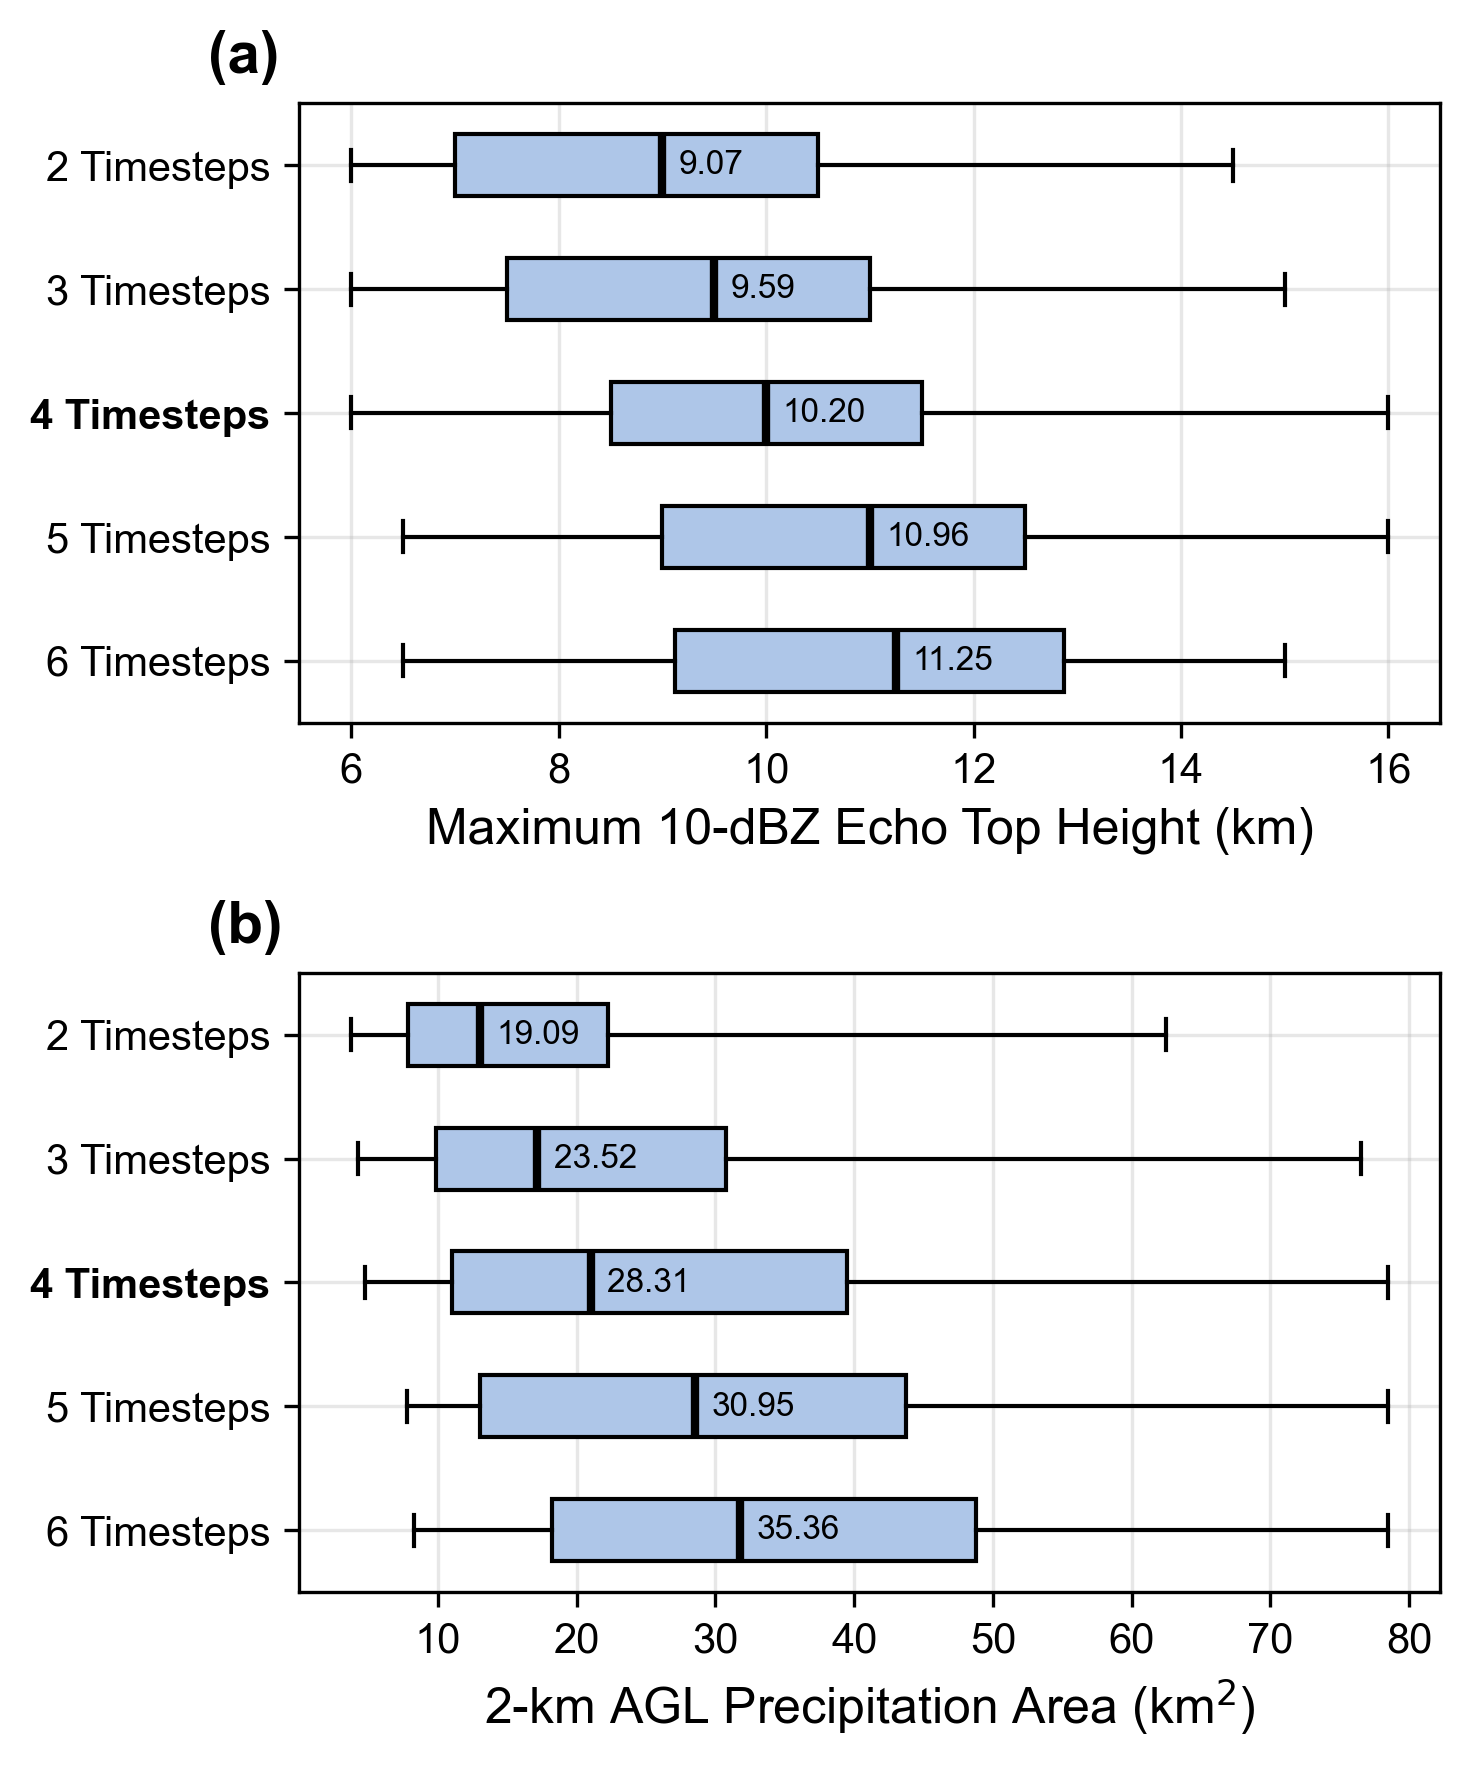 (a)
2 Timesteps
9.07
3 Timesteps
9.59
4 Timesteps
10.20
5 Timesteps
10.96
6 Timesteps
11.25
6 8 10 12 14 16
Maximum 10-dBZ Echo Top Height (km)
(b)
2 Timesteps
19.09
3 Timesteps
23.52
4 Timesteps
28.31
5 Timesteps
30.95
6 Timesteps
35.36
10 20 30 40 50 60 70 80
2-km AGL Precipitation Area (km²)